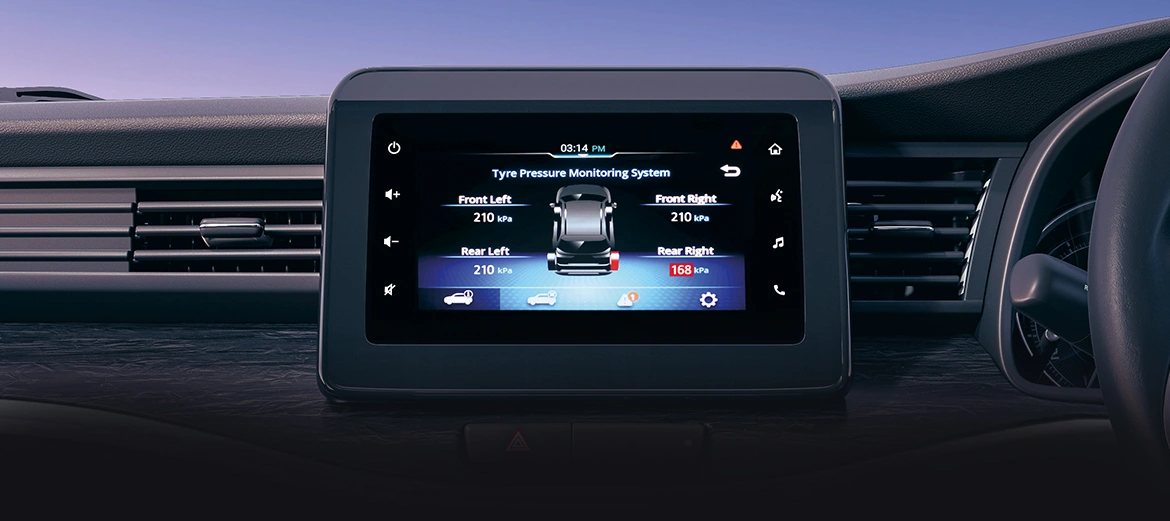 03:14 PM
Tyre Pressure Monitoring System
Front Left
210 kPa
Front Right
210 kPa
Rear Left
210 kPa
Rear Right
168 kPa